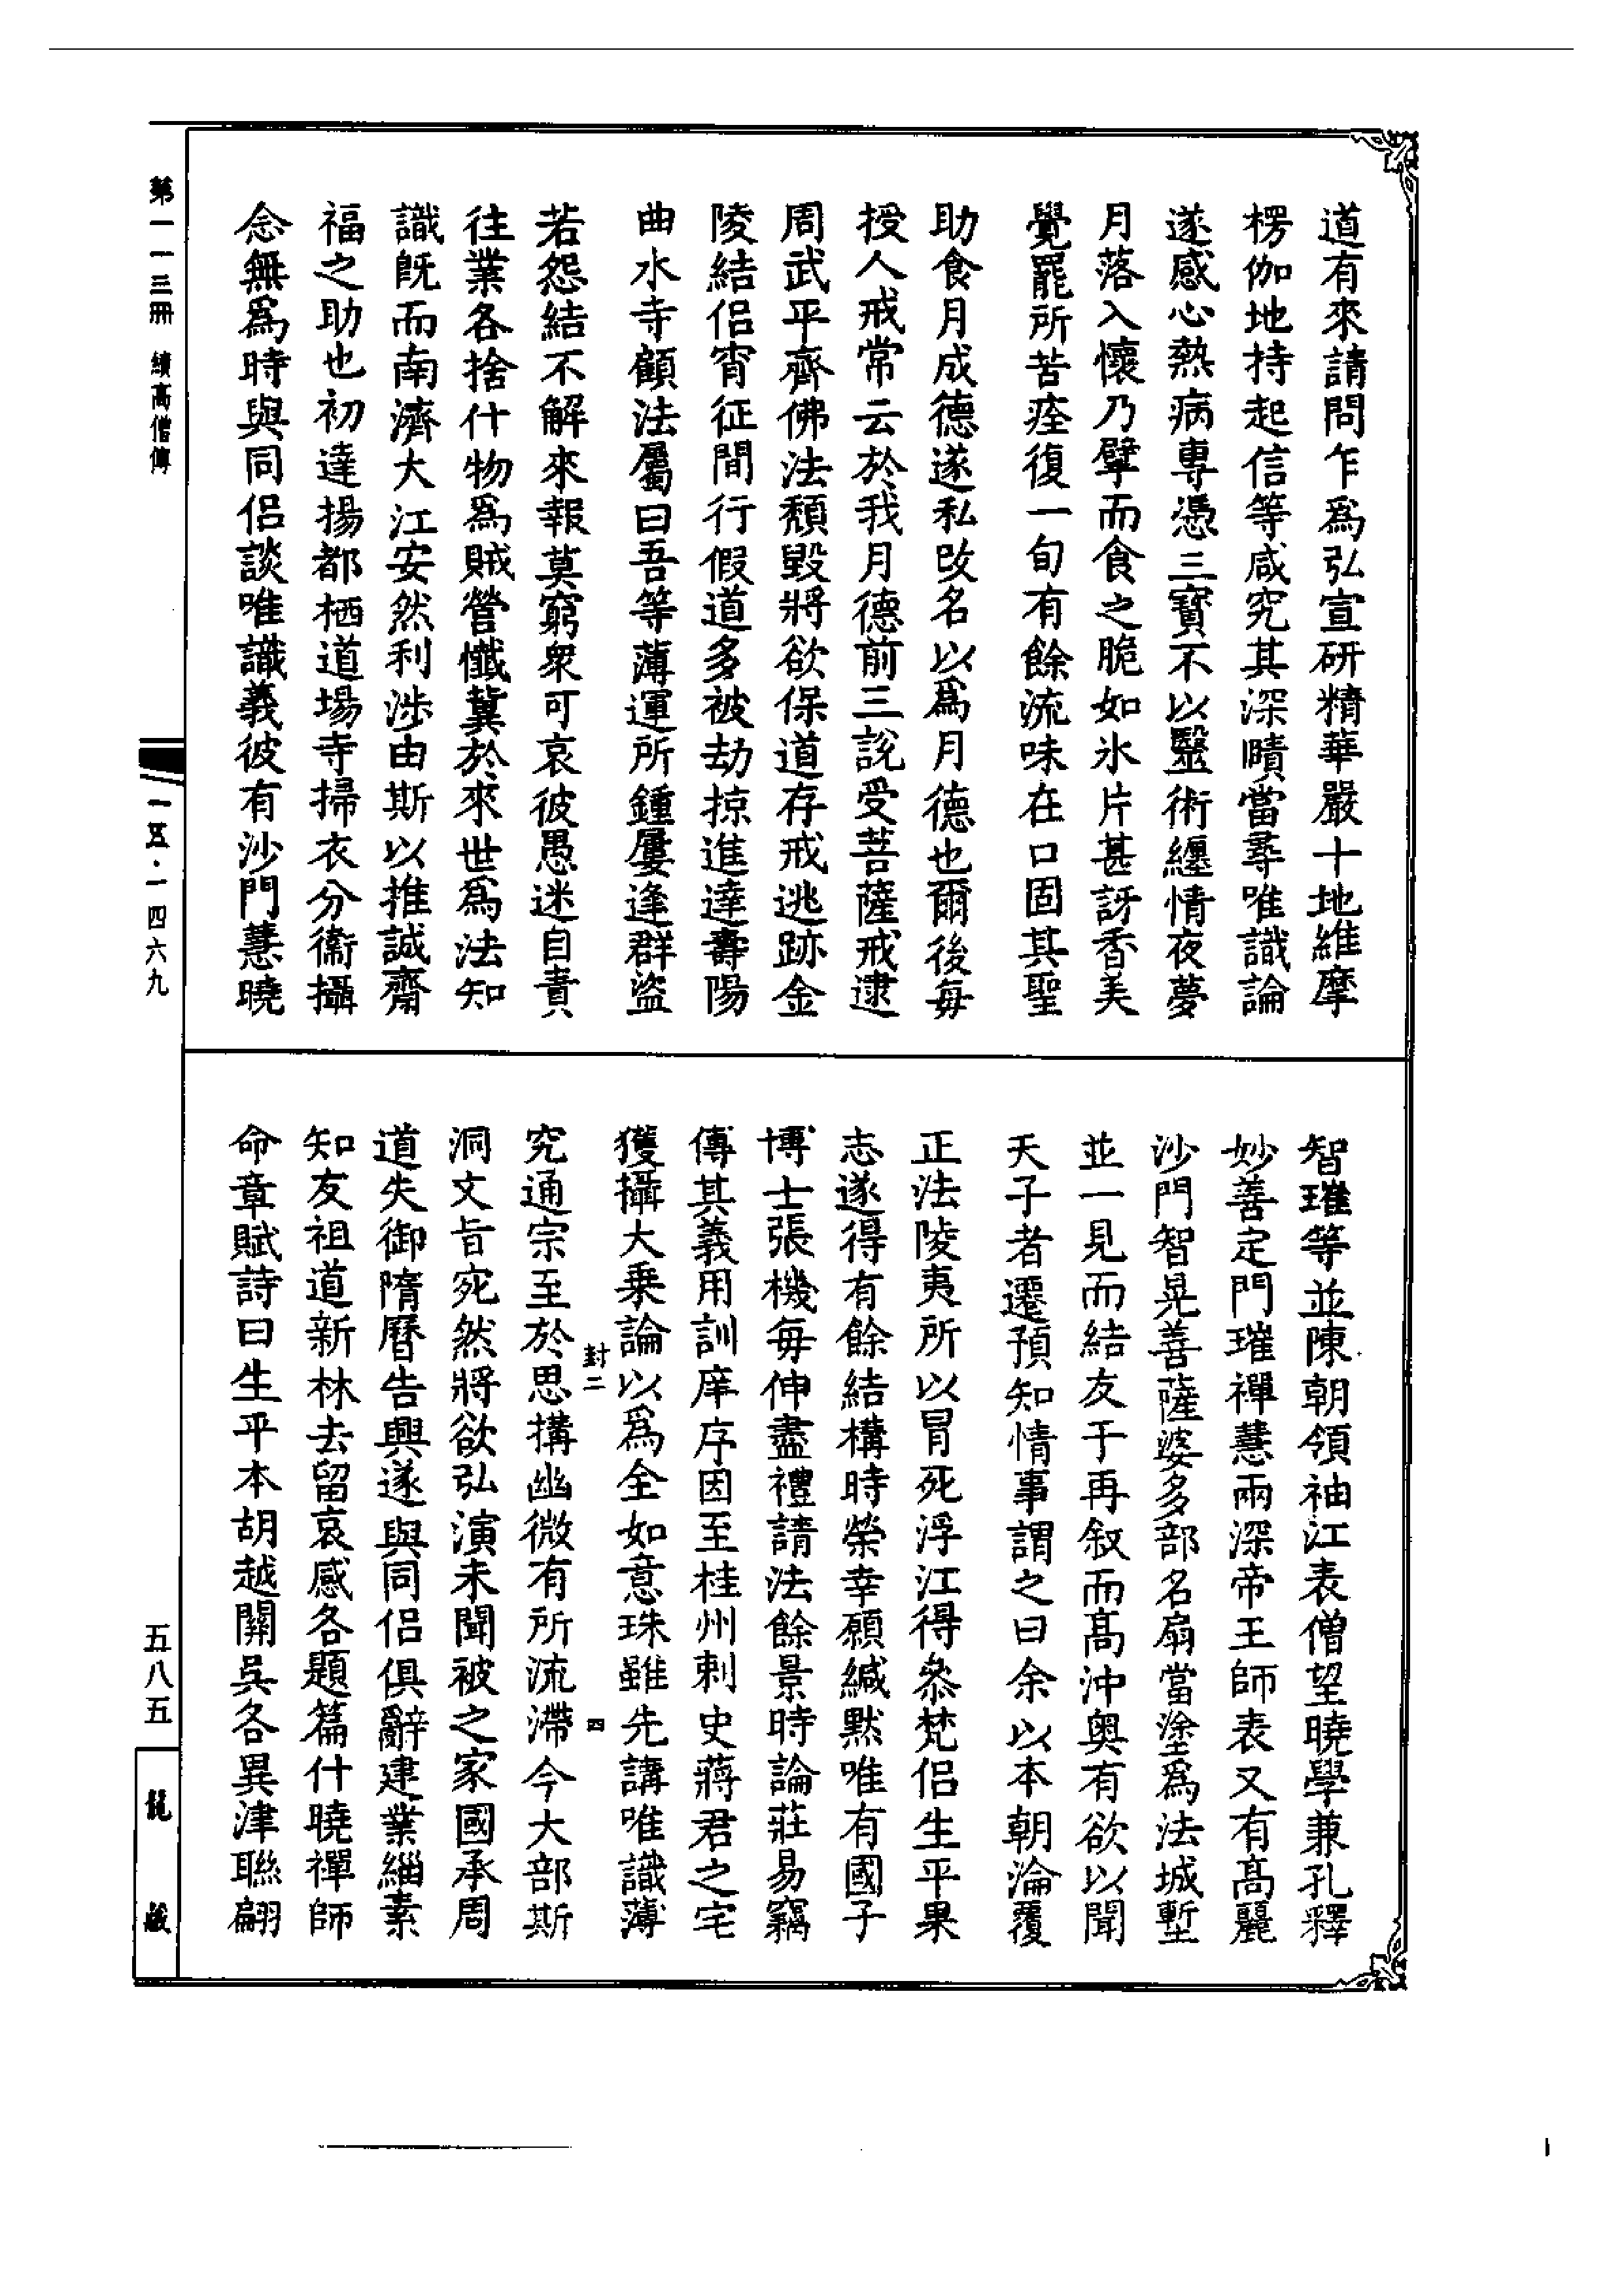 道有來請問乍爲弘宣研精華嚴十地維摩
楞伽地持起信等咸究其深賾當尋唯識論
遂感心熱病專憑三寶不以毉術纏情夜夢
月落入懷乃擘而食之脆如氷片甚訝香美
覺罷所苦痊復一旬有餘流味在口固其聖
助食月成德遂私改名以爲月德也爾後每
授人戒常云於我月德前三說受菩薩戒逮
周武平齊佛法頹毀將欲保道存戒逃跡金
陵結侶宵征間行假道多被劫掠進達壽陽
曲水寺顧法屬曰吾等薄運所鍾屢逢群盜
若怨結不解來報莫窮衆可哀彼愚迷自責
往業各捨什物爲賊營懺冀於來世爲法知
識旣而南濟大江安然利涉由斯以推誠齋
福之助也初達揚都栖道場寺掃衣分衞攝
念無爲時與同侶談唯識義彼有沙門慧曉
智璀等並陳朝領袖江表僧望曉學兼孔釋
妙善定門璀禪慧兩深帝王師表又有高麗
沙門智晃善薩婆多部名扇當塗爲法城塹
並一見而結友于再敘而高沖奥有欲以聞
天子者遷預知情事謂之曰余以本朝淪覆
正法陵夷所以冒死浮江得叅梵侶生平果
志遂得有餘結構時榮幸願緘默唯有國子
博士張機每伸盡禮請法餘景時論莊易竊
傳其義用訓庠序因至桂州刺史蔣君之宅
獲攝大乗論以爲全如意珠雖先講唯識薄
封二 四
究通宗至於思搆幽微有所流滯今大部斯
洞文旨宛然將欲弘演未聞被之家國承周
道失御隋曆告興遂與同侶俱辭建業緇素
知友祖道新林去留哀感各題篇什曉禪師
命章賦詩曰生平本胡越關吳各異津聯翩
第一一三冊 續高僧傳
一五·一四六九
五八五
龍藏